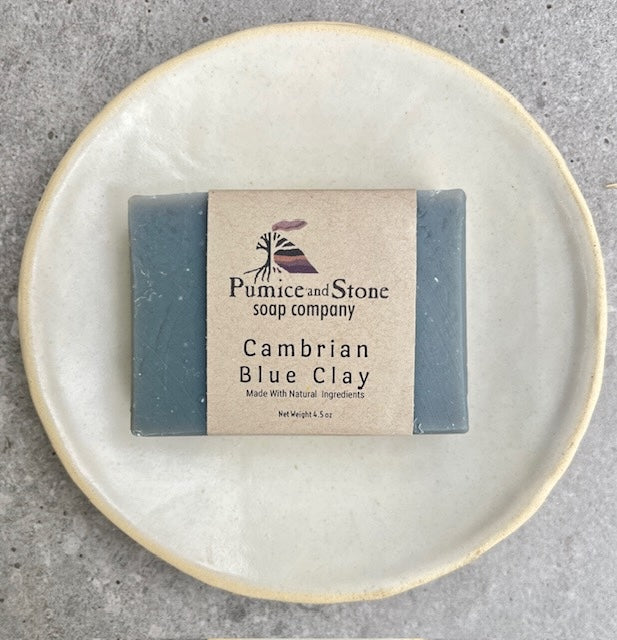 Pumice and Stone
soap company
Cambrian
Blue Clay
Made With Natural Ingredients
Net Weight 4.5 oz